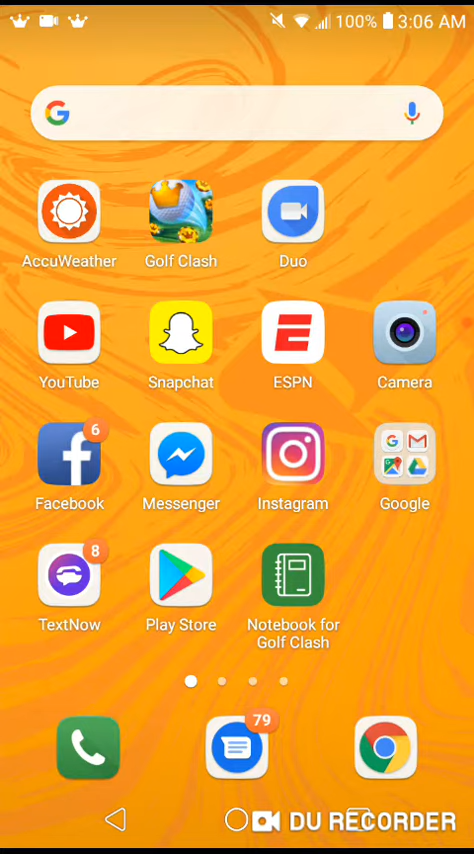 100% 3:06 AM
AccuWeather Golf Clash Duo
YouTube Snapchat ESPN Camera
6
Facebook Messenger Instagram Google
8
TextNow Play Store Notebook for
Golf Clash
79
DU RECORDER